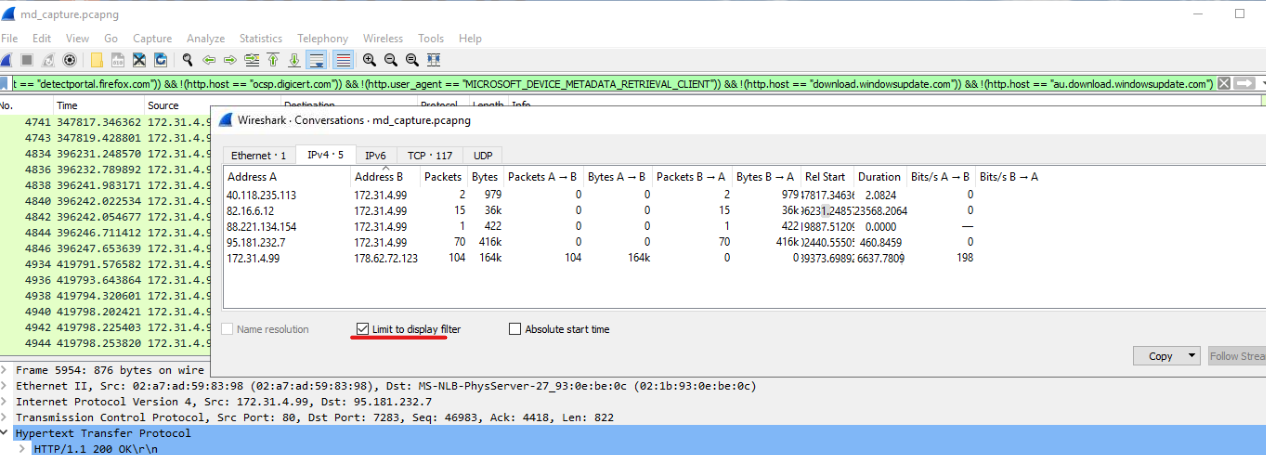 md_capture.pcapng
File Edit View Go Capture Analyze Statistics Telephony Wireless Tools Help
t == "detectportal.firefox.com")) && !(http.host == "ocsp.digicert.com")) && !(http.user_agent == "MICROSOFT_DEVICE_METADATA_RETRIEVAL_CLIENT")) && !(http.host == "download.windowsupdate.com")) && !(http.host == "au.download.windowsupdate.com")
No. Time Source Destination Protocol Length Info
4741 347817.346362 172.31.4.9
4743 347819.428801 172.31.4.9
4834 396231.248570 172.31.4.9
4836 396232.789892 172.31.4.9
4838 396241.983171 172.31.4.9
4840 396242.022534 172.31.4.9
4842 396242.054677 172.31.4.9
4844 396246.711412 172.31.4.9
4846 396247.653639 172.31.4.9
4934 419791.576582 172.31.4.9
4936 419793.643864 172.31.4.9
4938 419794.320601 172.31.4.9
4940 419798.202421 172.31.4.9
4942 419798.225403 172.31.4.9
4944 419798.253820 172.31.4.9
Wireshark · Conversations · md_capture.pcapng
Ethernet · 1 IPv4 · 5 IPv6 TCP · 117 UDP
Address A Address B Packets Bytes Packets A → B Bytes A → B Packets B → A Bytes B → A Rel Start Duration Bits/s A → B Bits/s B → A
40.118.235.113 172.31.4.99 2 979 0 0 2 979 47817.34636 2.0824 0
82.16.6.12 172.31.4.99 15 36k 0 0 15 36k 96231.24857 23568.2064 0
88.221.134.154 172.31.4.99 1 422 0 0 1 422 19887.51209 0.0000 —
95.181.232.7 172.31.4.99 70 416k 0 0 70 416k 02440.55505 460.8459 0
172.31.4.99 178.62.72.123 104 164k 104 164k 0 0 39373.69892 6637.7809 198
Name resolution Limit to display filter Absolute start time
Copy Follow Strea
Frame 5954: 876 bytes on wire
Ethernet II, Src: 02:a7:ad:59:83:98 (02:a7:ad:59:83:98), Dst: MS-NLB-PhysServer-27_93:0e:be:0c (02:1b:93:0e:be:0c)
Internet Protocol Version 4, Src: 172.31.4.99, Dst: 95.181.232.7
Transmission Control Protocol, Src Port: 80, Dst Port: 7283, Seq: 46983, Ack: 4418, Len: 822
Hypertext Transfer Protocol
HTTP/1.1 200 OK\r\n